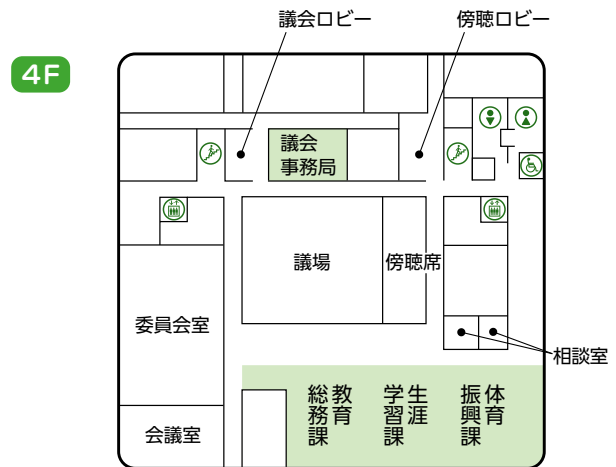 議会ロビー
傍聴ロビー
4F
議会
事務局
議場
傍聴席
委員会室
相談室
教育
総務課
生涯
学習課
体育
振興課
会議室